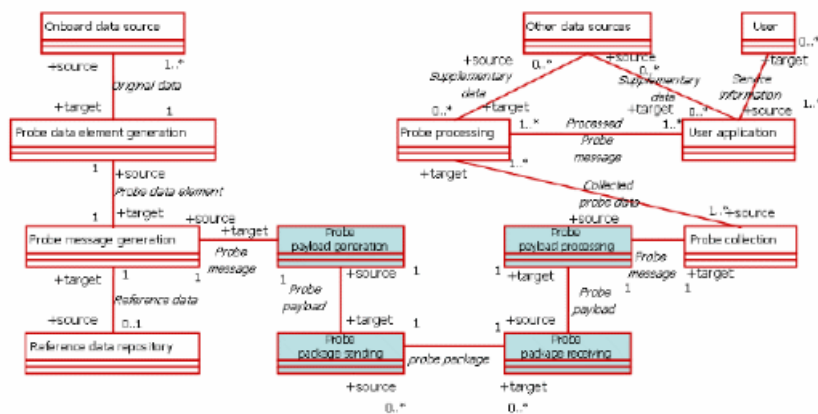 Onboard data source
Other data sources
User
+source
1..*
+source
0..*
+source
0..*
0..*
+target
Original data
Supplementary
data
Supplementary
data
Service
information
+target
1
0..*
+target
+target
0..*
+source
1..*
Probe data element generation
Probe processing
1..*
Processed
1..*
User application
Probe
message
1
+source
+target
1..*
Probe data element
Collected
probe data
1
+target
+source
+source
1..*
+source
Probe message generation
+target
Probe
payload generation
Probe
payload processing
Probe collection
Probe
message
Probe
message
+target
1
1
1
+source
1
1
+target
1
+target
1
Reference data
Probe
payload
Probe
payload
+source
0..1
+target
1
1
+source
Reference data repository
Probe
package sending
probe package
Probe
package receiving
+source
+target
0..*
0..*